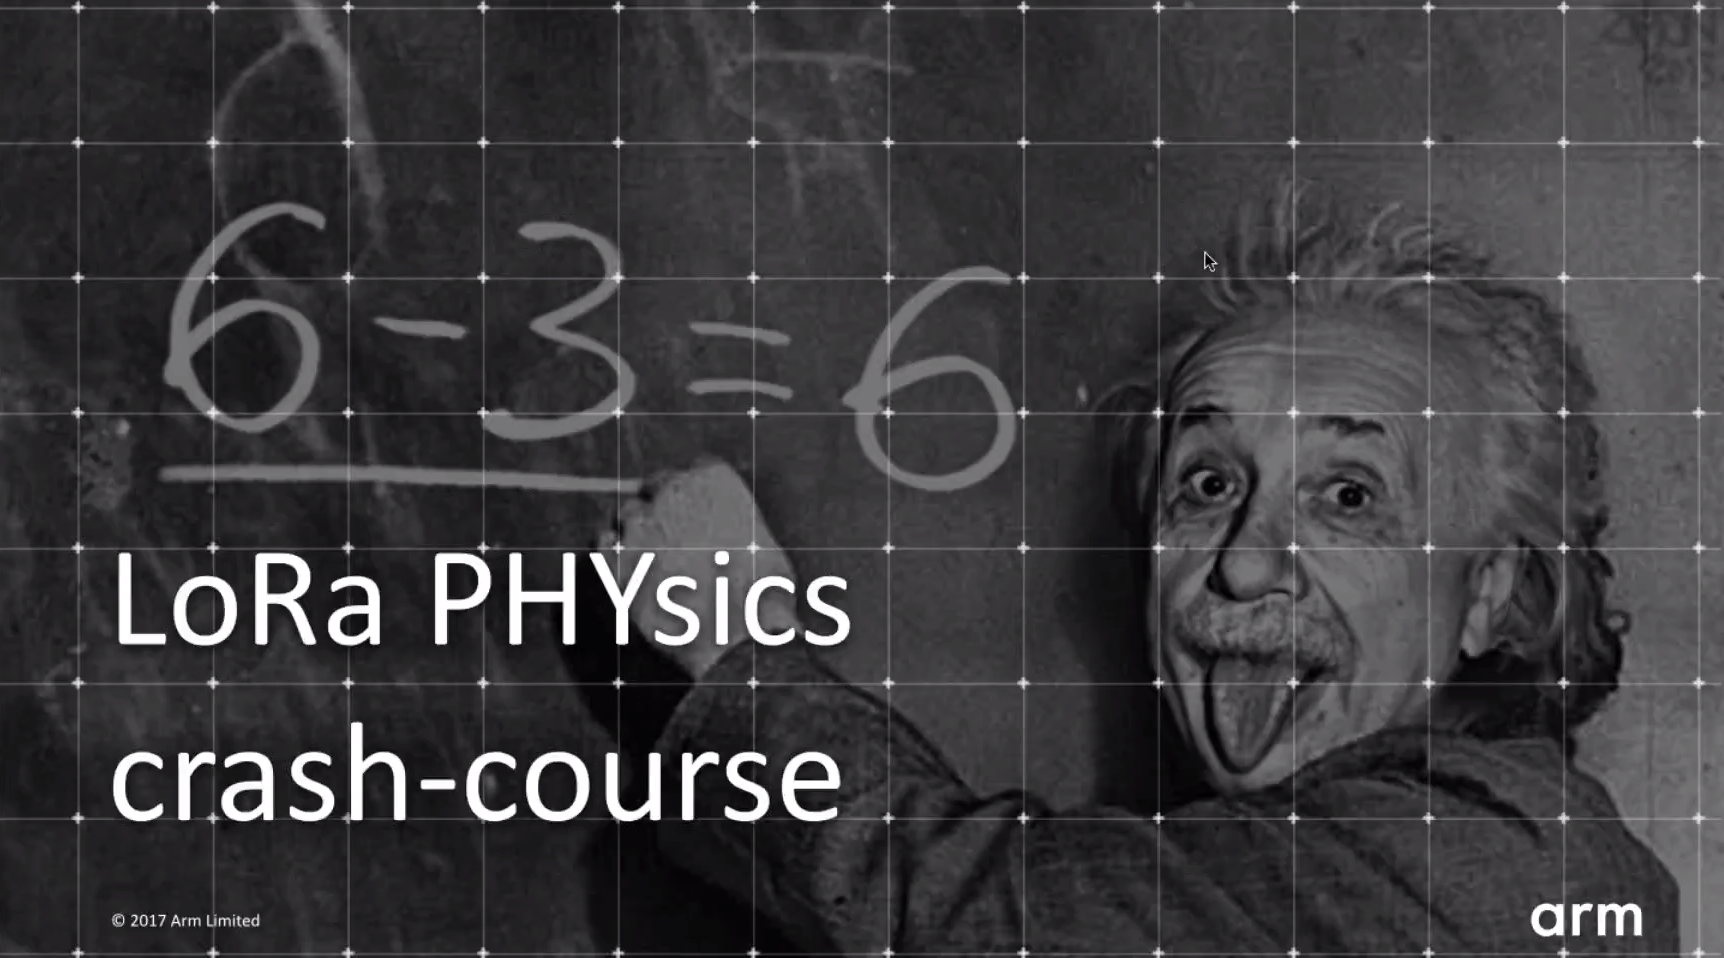 6-3=6
LoRa PHYsics
crash-course
© 2017 Arm Limited
arm